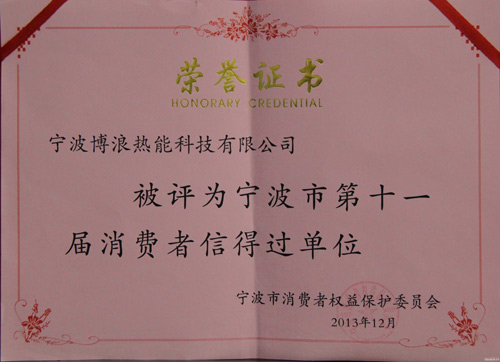 荣誉证书
HONORARY CREDENTIAL
宁波博浪热能科技有限公司
被评为宁波市第十一
届消费者信得过单位
宁波市消费者权益保护委员会
2013年12月